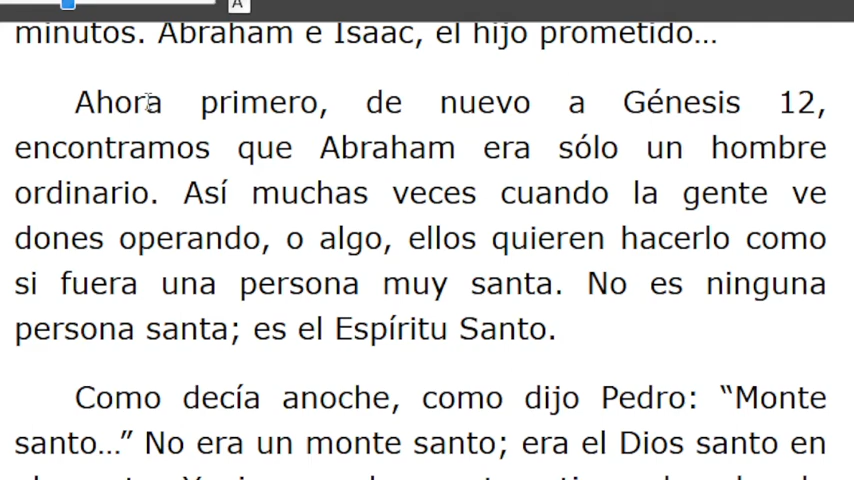 A
minutos. Abraham e Isaac, el hijo prometido…
Ahora primero, de nuevo a Génesis 12,
encontramos que Abraham era sólo un hombre
ordinario. Así muchas veces cuando la gente ve
dones operando, o algo, ellos quieren hacerlo como
si fuera una persona muy santa. No es ninguna
persona santa; es el Espíritu Santo.
Como decía anoche, como dijo Pedro: “Monte
santo…” No era un monte santo; era el Dios santo en